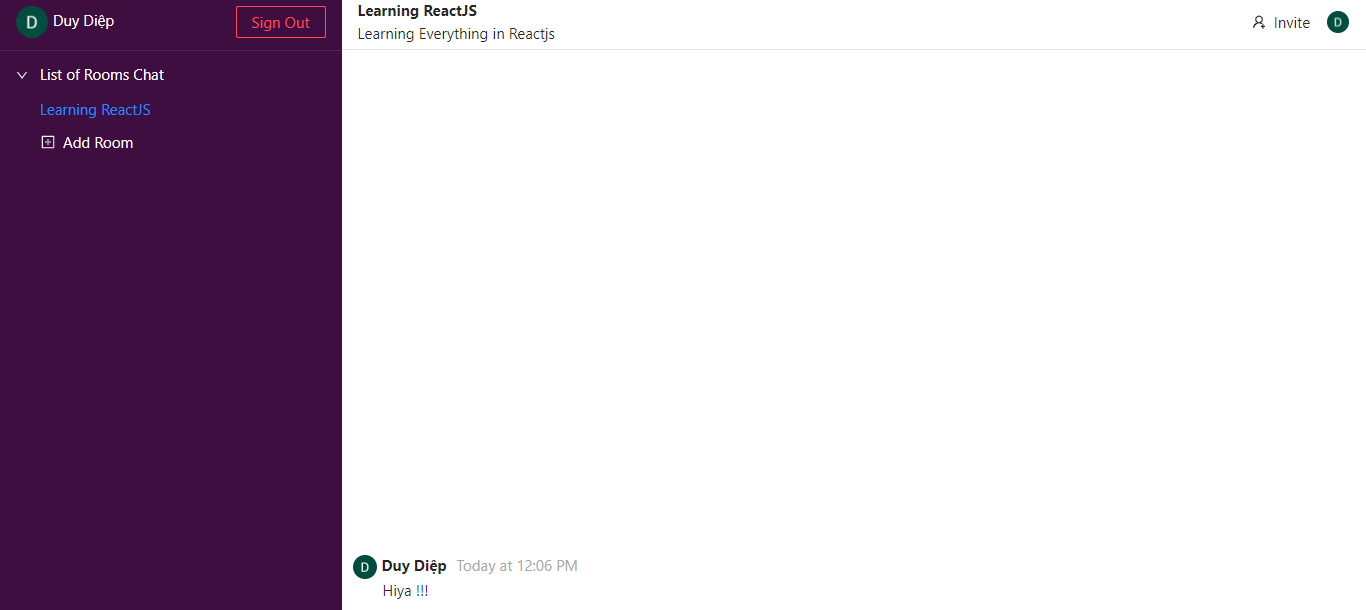 D Duy Diệp
Sign Out
List of Rooms Chat
Learning ReactJS
Add Room
Learning ReactJS
Learning Everything in Reactjs
Invite
D
D Duy Diệp Today at 12:06 PM
Hiya !!!